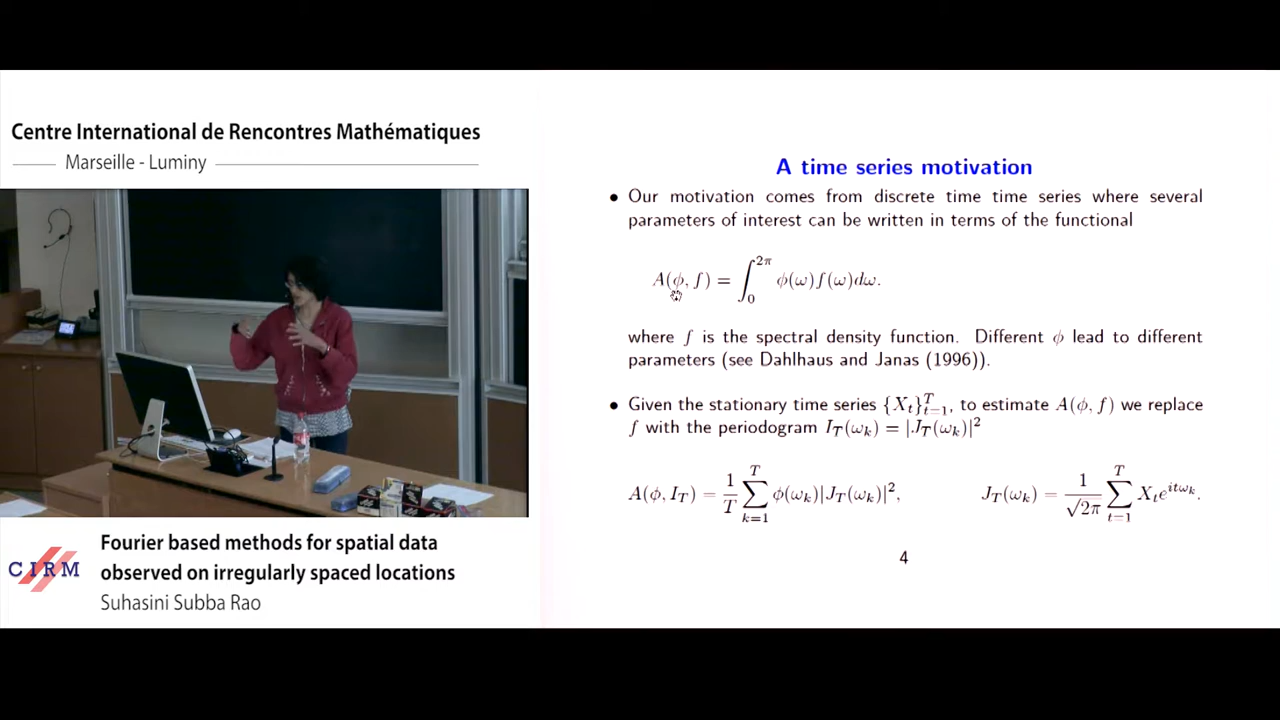 Centre International de Rencontres Mathématiques
Marseille - Luminy
CIRM
Fourier based methods for spatial data
observed on irregularly spaced locations
Suhasini Subba Rao
A time series motivation
• Our motivation comes from discrete time time series where several
parameters of interest can be written in terms of the functional
A(ϕ, f) = ∫₀^{2π} ϕ(ω)f(ω)dω.
where f is the spectral density function. Different ϕ lead to different
parameters (see Dahlhaus and Janas (1996)).
• Given the stationary time series {X_t}_{t=1}^T, to estimate A(ϕ, f) we replace
f with the periodogram I_T(ω_k) = |J_T(ω_k)|²
A(ϕ, I_T) = 1/T ∑_{k=1}^{T} ϕ(ω_k)|J_T(ω_k)|², J_T(ω_k) = 1/√2π ∑_{t=1}^{T} X_t e^{itω_k}.
4